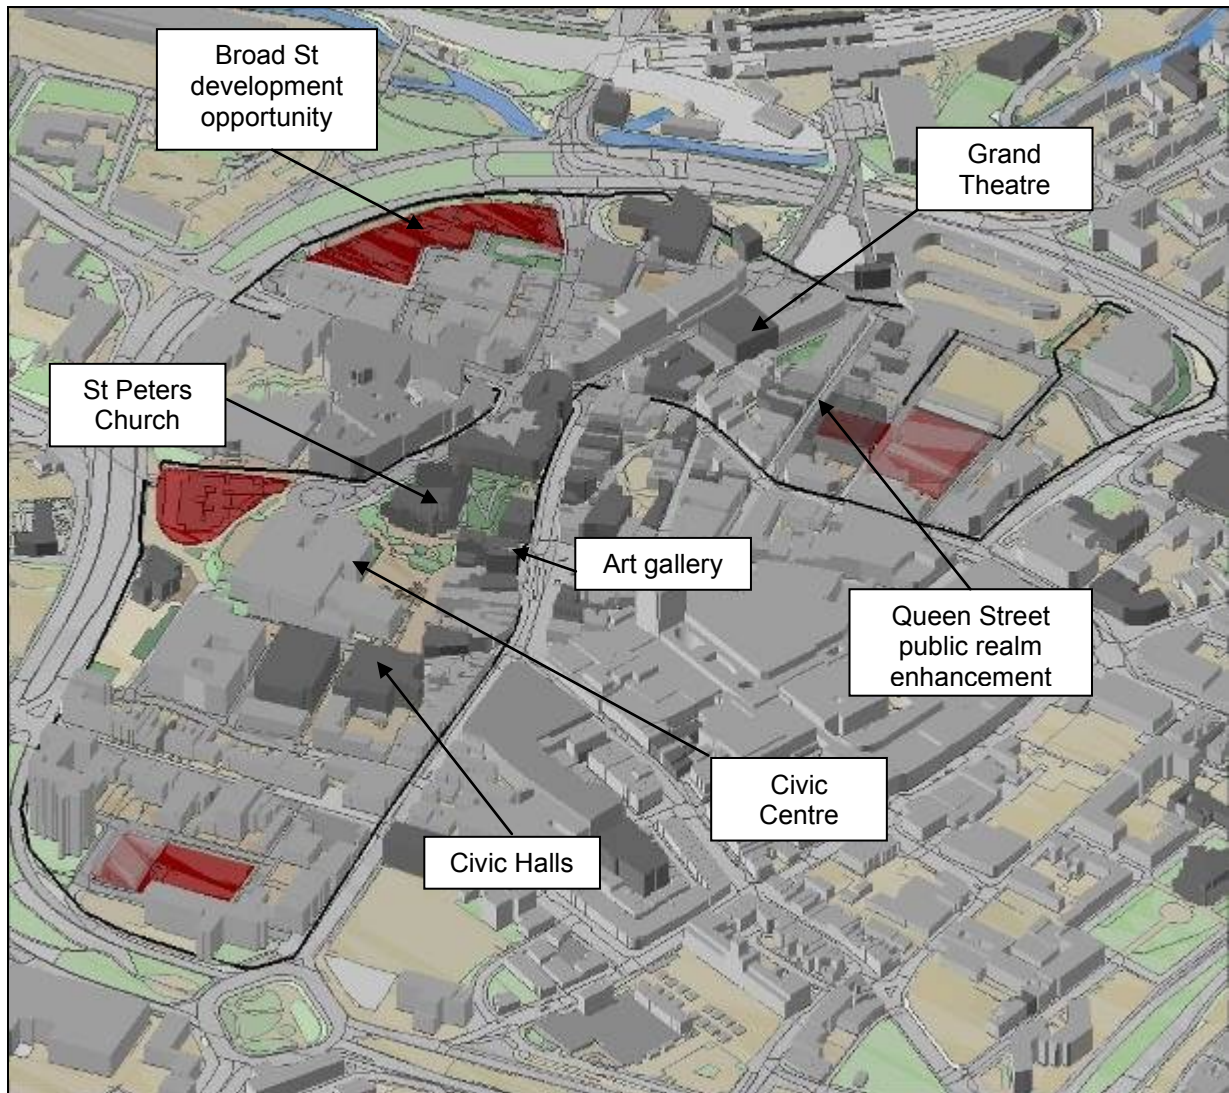 Broad St
development
opportunity
Grand
Theatre
St Peters
Church
Art gallery
Queen Street
public realm
enhancement
Civic
Centre
Civic Halls